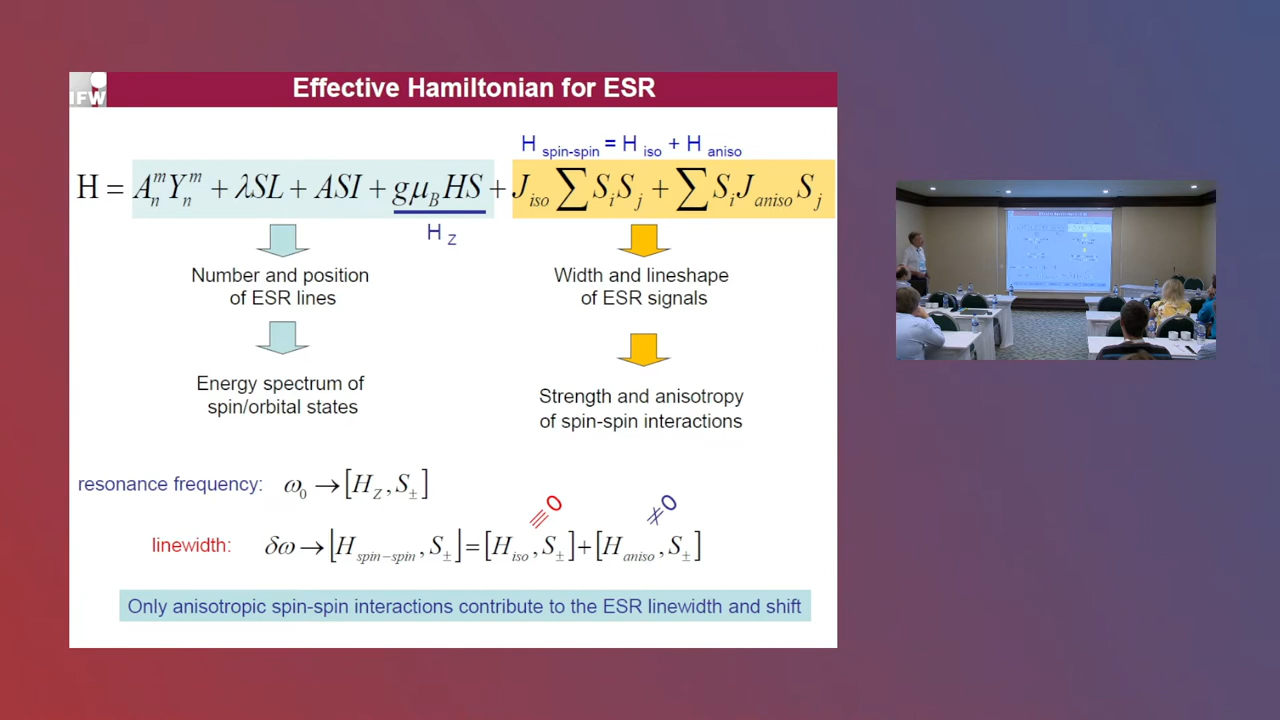 IFW
Effective Hamiltonian for ESR
H spin-spin = H iso + H aniso
H = A_n^m Y_n^m + λSL + ASI + gμ_B HS + J_iso ∑ S_i S_j + ∑ S_i J_aniso S_j
H Z
Number and position
of ESR lines
Width and lineshape
of ESR signals
Energy spectrum of
spin/orbital states
Strength and anisotropy
of spin-spin interactions
resonance frequency: ω_0 → [H_Z, S_±]
≡0 ≠0
linewidth: δω → [H_spin-spin, S_±] = [H_iso, S_±] + [H_aniso, S_±]
Only anisotropic spin-spin interactions contribute to the ESR linewidth and shift